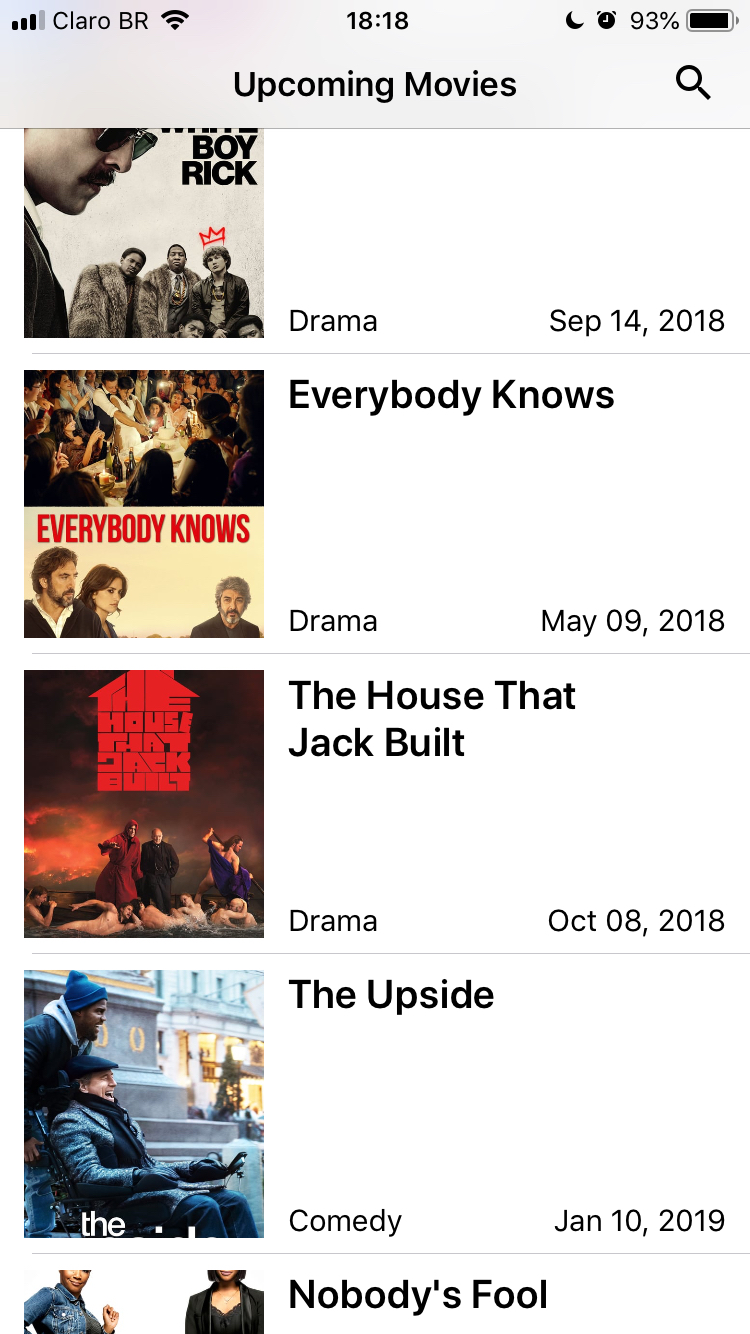 Claro BR 18:18 93%
Upcoming Movies
WHITE
BOY
RICK
Drama Sep 14, 2018
Everybody Knows
EVERYBODY KNOWS
Drama May 09, 2018
The House That
Jack Built
THE
HOUSE
THAT
JACK
BUILT
Drama Oct 08, 2018
The Upside
the
upside
Comedy Jan 10, 2019
Nobody's Fool